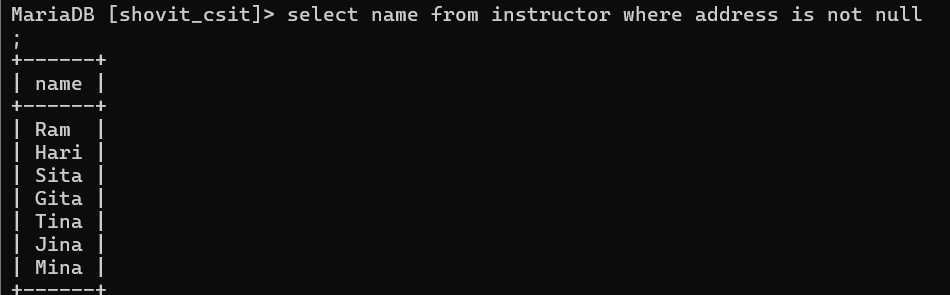 MariaDB [shovit_csit]> select name from instructor where address is not null
;
+------+
| name |
+------+
| Ram  |
| Hari |
| Sita |
| Gita |
| Tina |
| Jina |
| Mina |
+------+